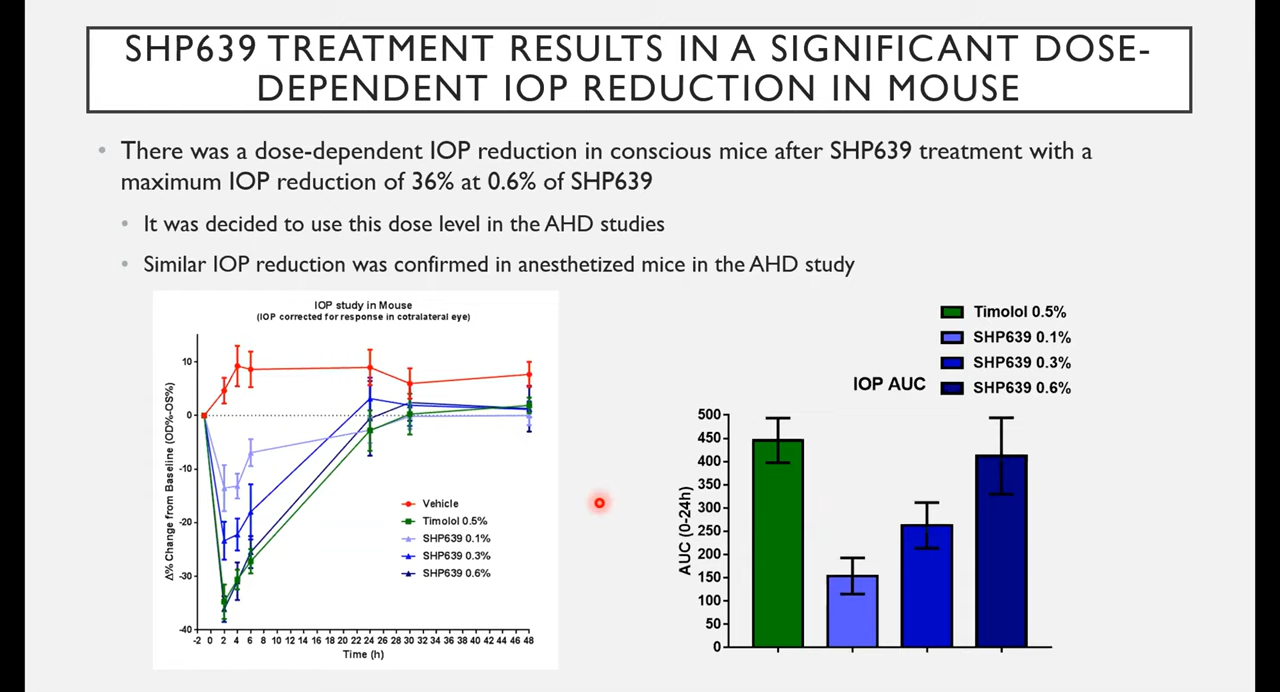 SHP639 TREATMENT RESULTS IN A SIGNIFICANT DOSE-
DEPENDENT IOP REDUCTION IN MOUSE
• There was a dose-dependent IOP reduction in conscious mice after SHP639 treatment with a
maximum IOP reduction of 36% at 0.6% of SHP639
• It was decided to use this dose level in the AHD studies
• Similar IOP reduction was confirmed in anesthetized mice in the AHD study
IOP study in Mouse
(IOP corrected for response in cotralateral eye)
Δ% Change from Baseline (OD%-OS%)
10
0
-10
-20
-30
-40
Vehicle
Timolol 0.5%
SHP639 0.1%
SHP639 0.3%
SHP639 0.6%
-2 0 2 4 6 8 10 12 14 16 18 20 22 24 26 28 30 32 34 36 38 40 42 44 46 48
Time (h)
Timolol 0.5%
SHP639 0.1%
SHP639 0.3%
SHP639 0.6%
IOP AUC
AUC (0-24h)
500
450
400
350
300
250
200
150
100
50
0